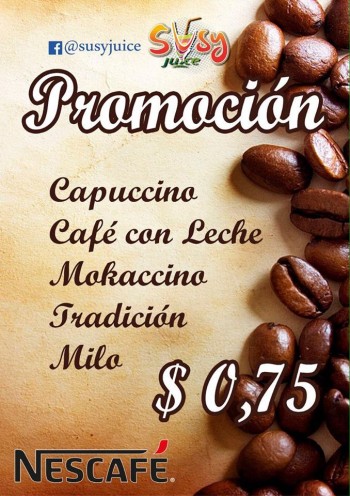 @susyjuice
SUSY
juice
Promoción
Capuccino
Café con Leche
Mokaccino
Tradición
Milo
$ 0,75
NESCAFÉ®